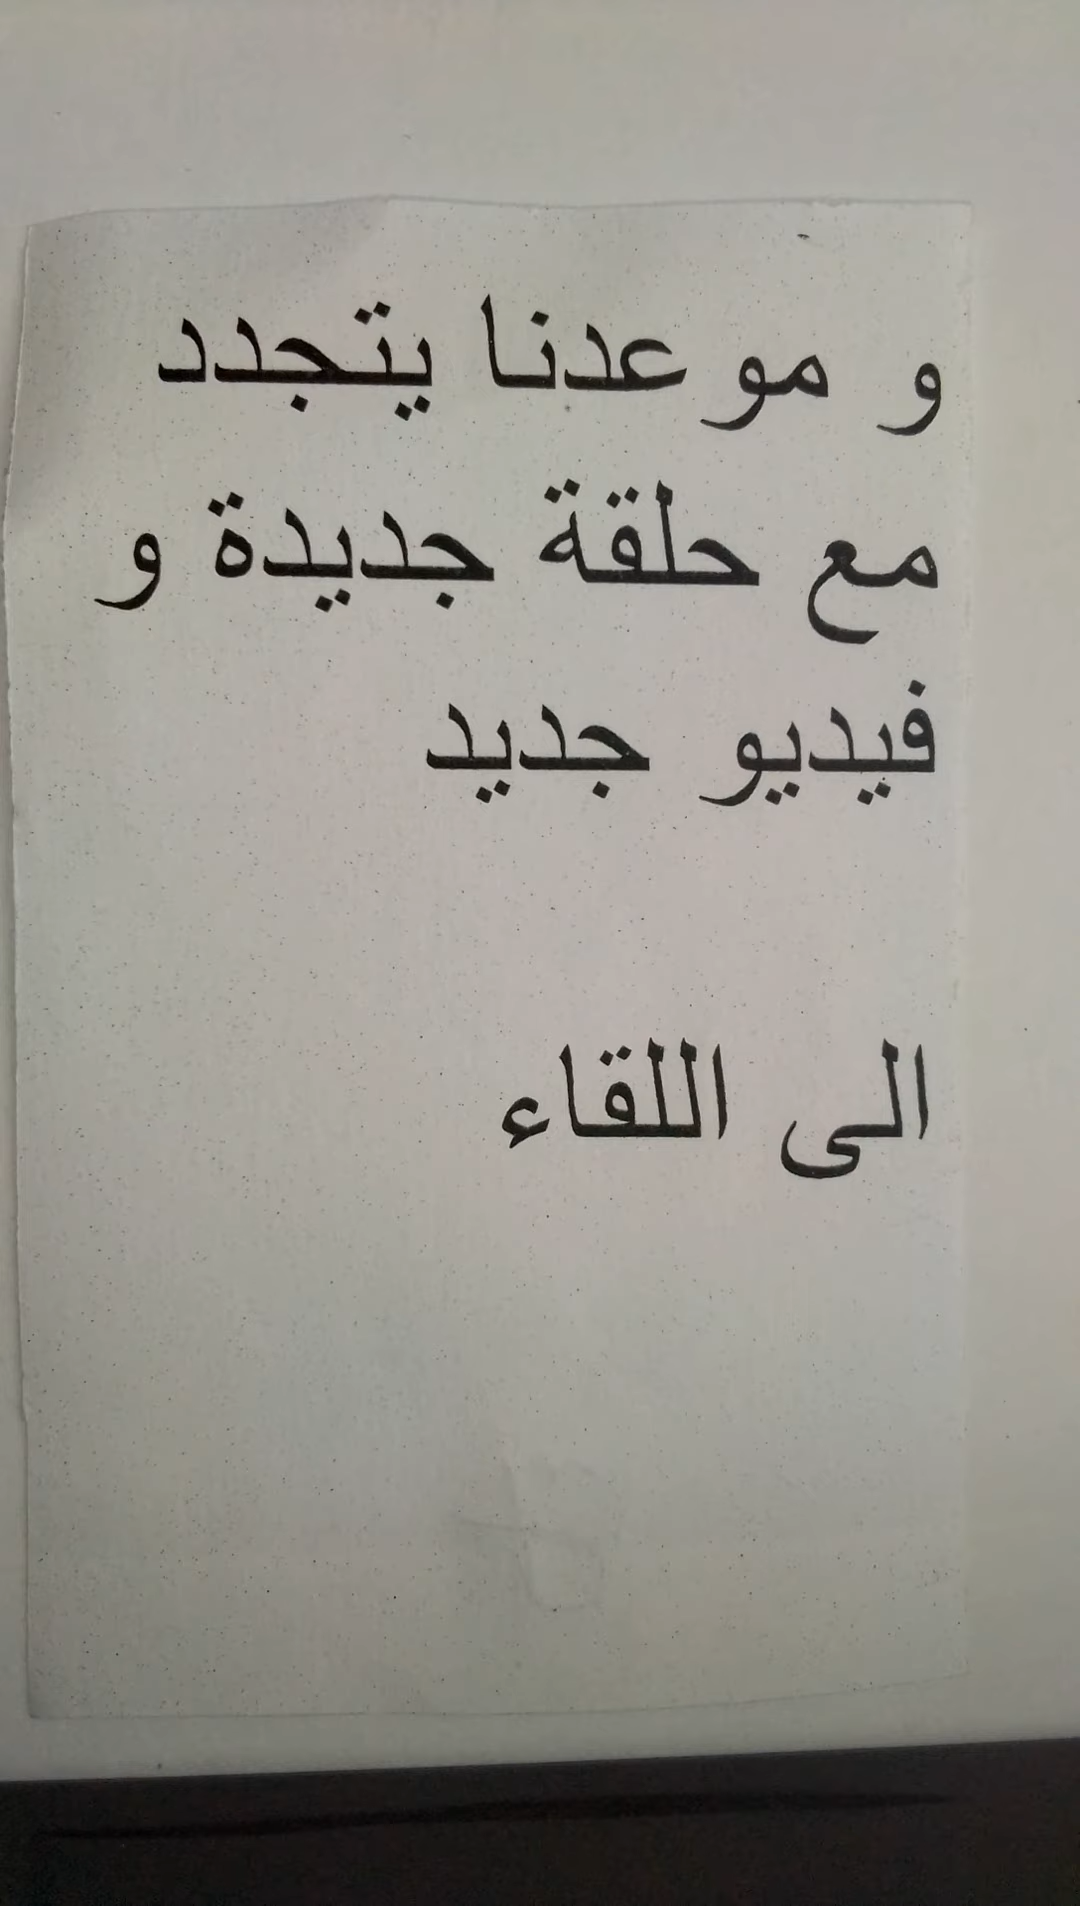 و موعدنا يتجدد
مع حلقة جديدة و
فيديو جديد
الى اللقاء